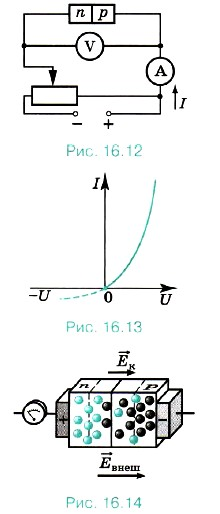 n p
V
A
I
− +
Рис. 16.12
I
−U 0 U
Рис. 16.13
E⃗к
n p
E⃗внеш
Рис. 16.14